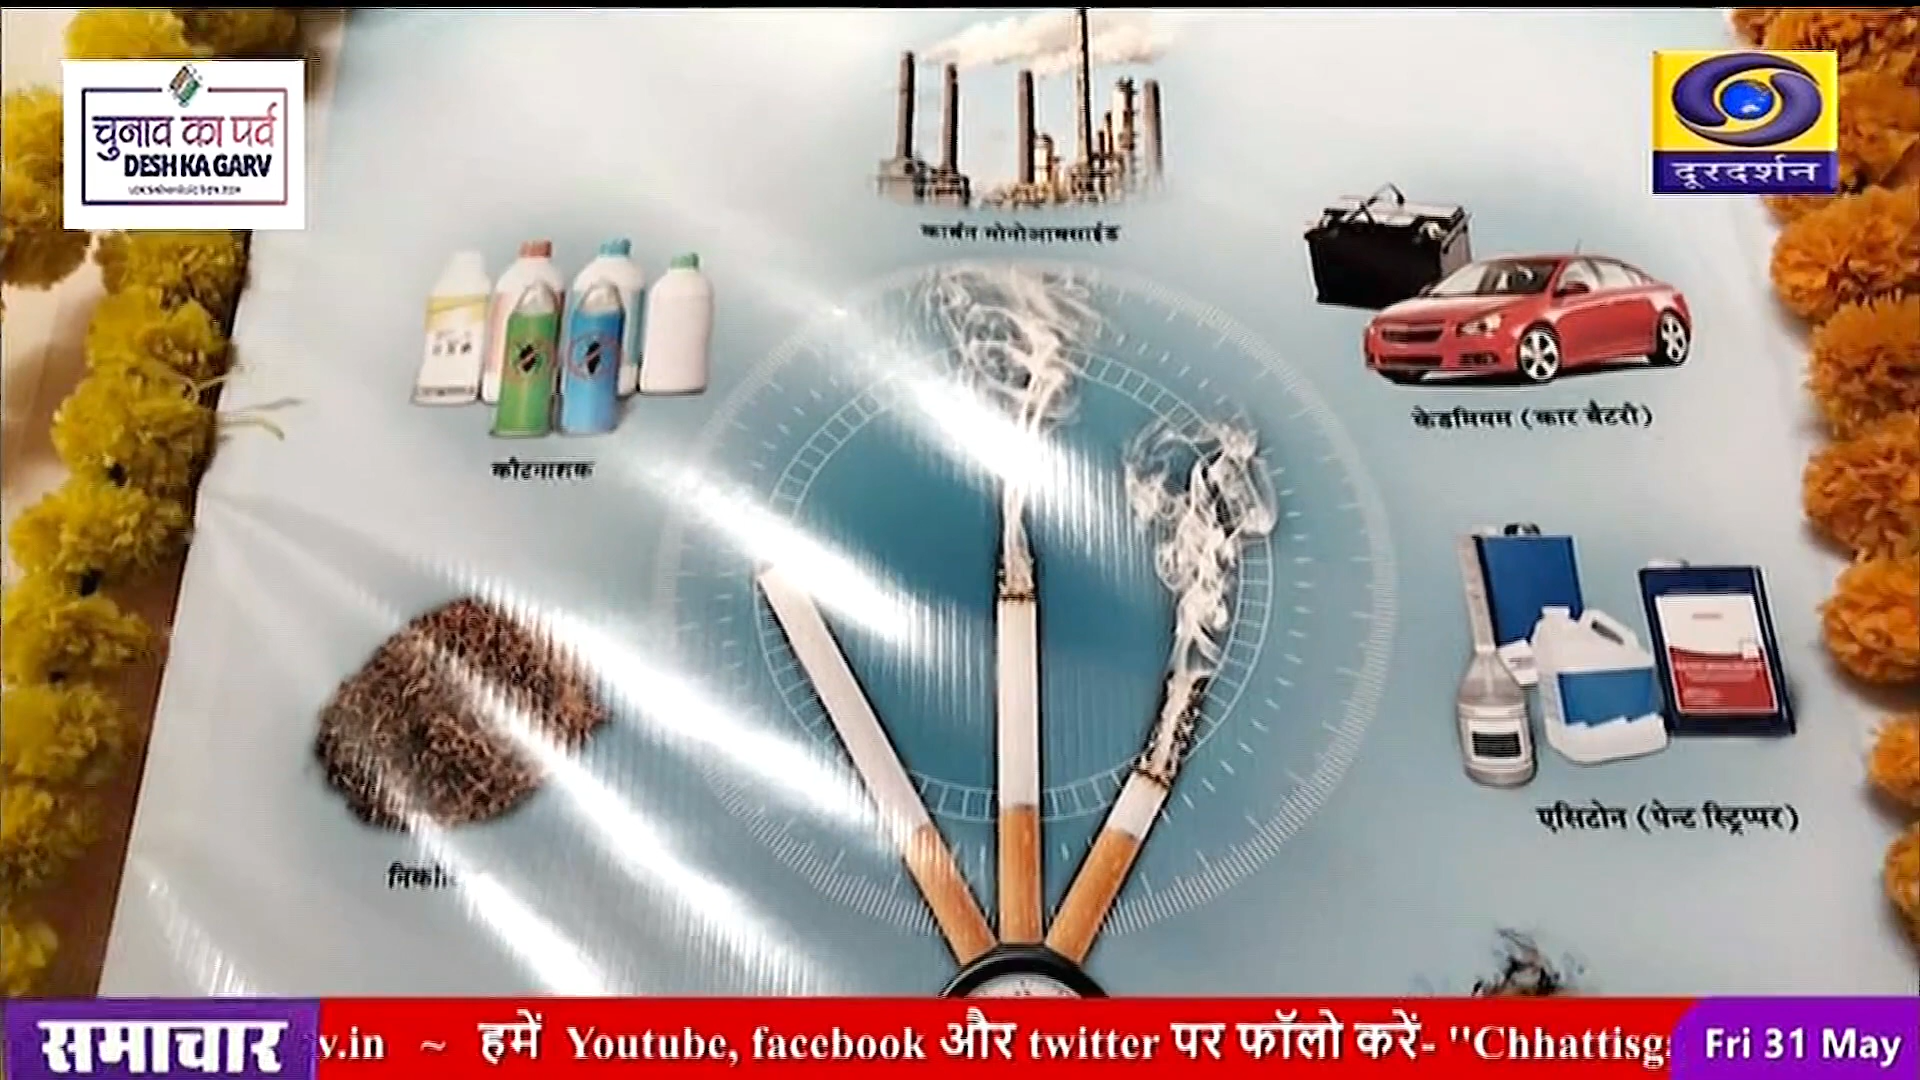 चुनाव का पर्व
DESH KA GARV
दूरदर्शन
कार्बन मोनोआक्साईड
केडमियम (कार बैटरी)
कीटनाशक
एसिटोन (पेन्ट स्ट्रिप्पर)
समाचार
v.in ~ हमें Youtube, facebook और twitter पर फॉलो करें- "Chhattisg
Fri 31 May